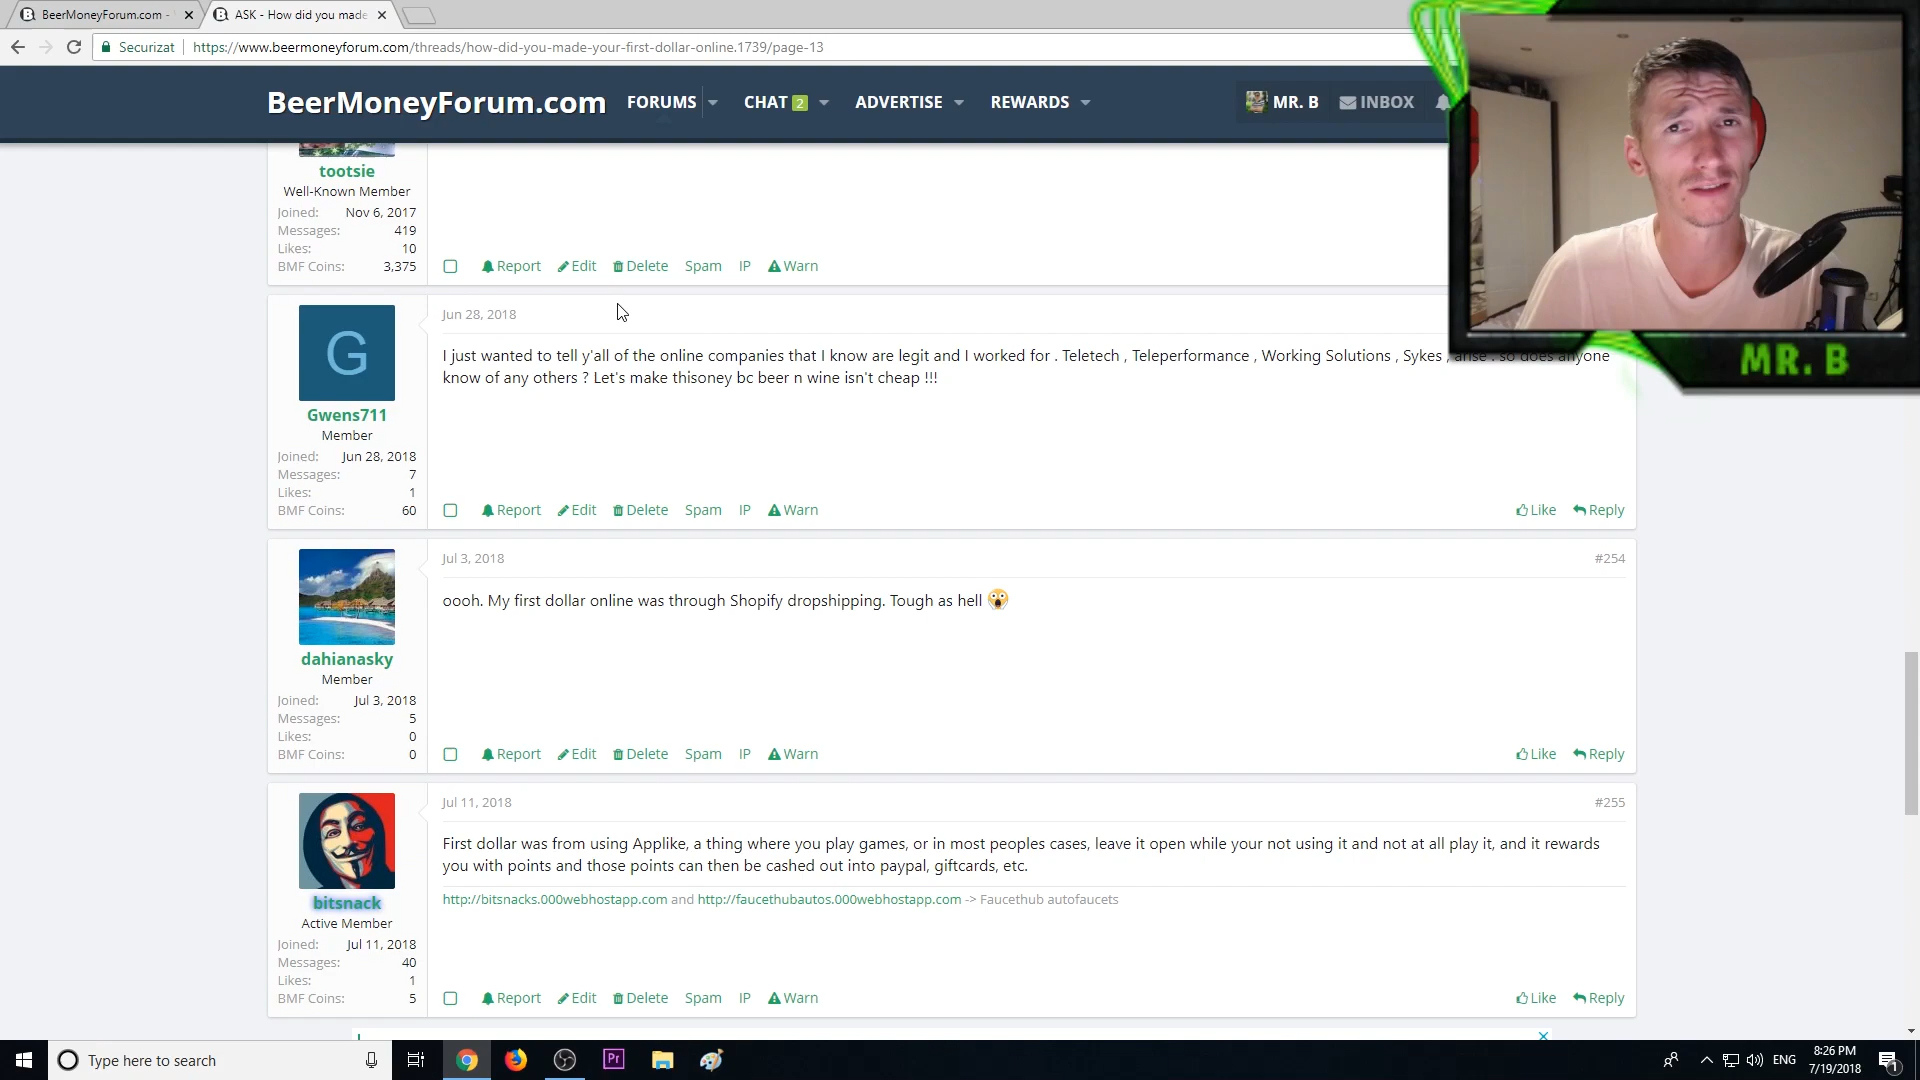 BeerMoneyForum.com -
ASK - How did you made
Securizat
https://www.beermoneyforum.com/threads/how-did-you-made-your-first-dollar-online.1739/page-13
BeerMoneyForum.com FORUMS CHAT 2 ADVERTISE REWARDS MR. B INBOX
tootsie
Well-Known Member
Joined: Nov 6, 2017
Messages: 419
Likes: 10
BMF Coins: 3,375
Report Edit Delete Spam IP Warn
MR. B
G
Gwens711
Member
Joined: Jun 28, 2018
Messages: 7
Likes: 1
BMF Coins: 60
Jun 28, 2018
I just wanted to tell y'all of the online companies that I know are legit and I worked for . Teletech , Teleperformance , Working Solutions , Sykes , arise . so does anyone
know of any others ? Let's make thisoney bc beer n wine isn't cheap !!!
Report Edit Delete Spam IP Warn Like Reply
dahianasky
Member
Joined: Jul 3, 2018
Messages: 5
Likes: 0
BMF Coins: 0
Jul 3, 2018 #254
oooh. My first dollar online was through Shopify dropshipping. Tough as hell 😱
Report Edit Delete Spam IP Warn Like Reply
bitsnack
Active Member
Joined: Jul 11, 2018
Messages: 40
Likes: 1
BMF Coins: 5
Jul 11, 2018 #255
First dollar was from using Applike, a thing where you play games, or in most peoples cases, leave it open while your not using it and not at all play it, and it rewards
you with points and those points can then be cashed out into paypal, giftcards, etc.
http://bitsnacks.000webhostapp.com and http://faucethubautos.000webhostapp.com -> Faucethub autofaucets
Report Edit Delete Spam IP Warn Like Reply
Type here to search
Pr
ENG
8:26 PM
7/19/2018
1